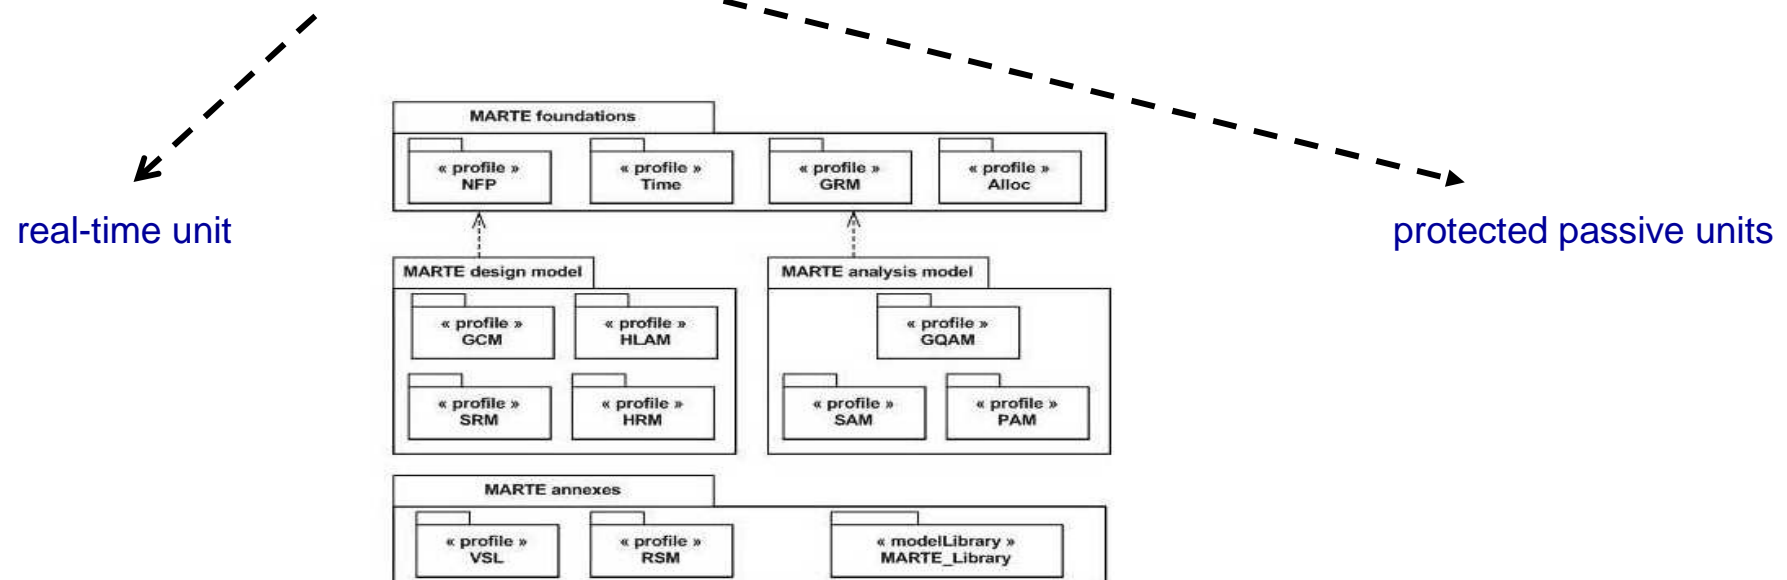 MARTE foundations
« profile »
NFP
« profile »
Time
« profile »
GRM
« profile »
Alloc
real-time unit
protected passive units
MARTE design model
« profile »
GCM
« profile »
HLAM
« profile »
SRM
« profile »
HRM
MARTE analysis model
« profile »
GQAM
« profile »
SAM
« profile »
PAM
MARTE annexes
« profile »
VSL
« profile »
RSM
« modelLibrary »
MARTE_Library